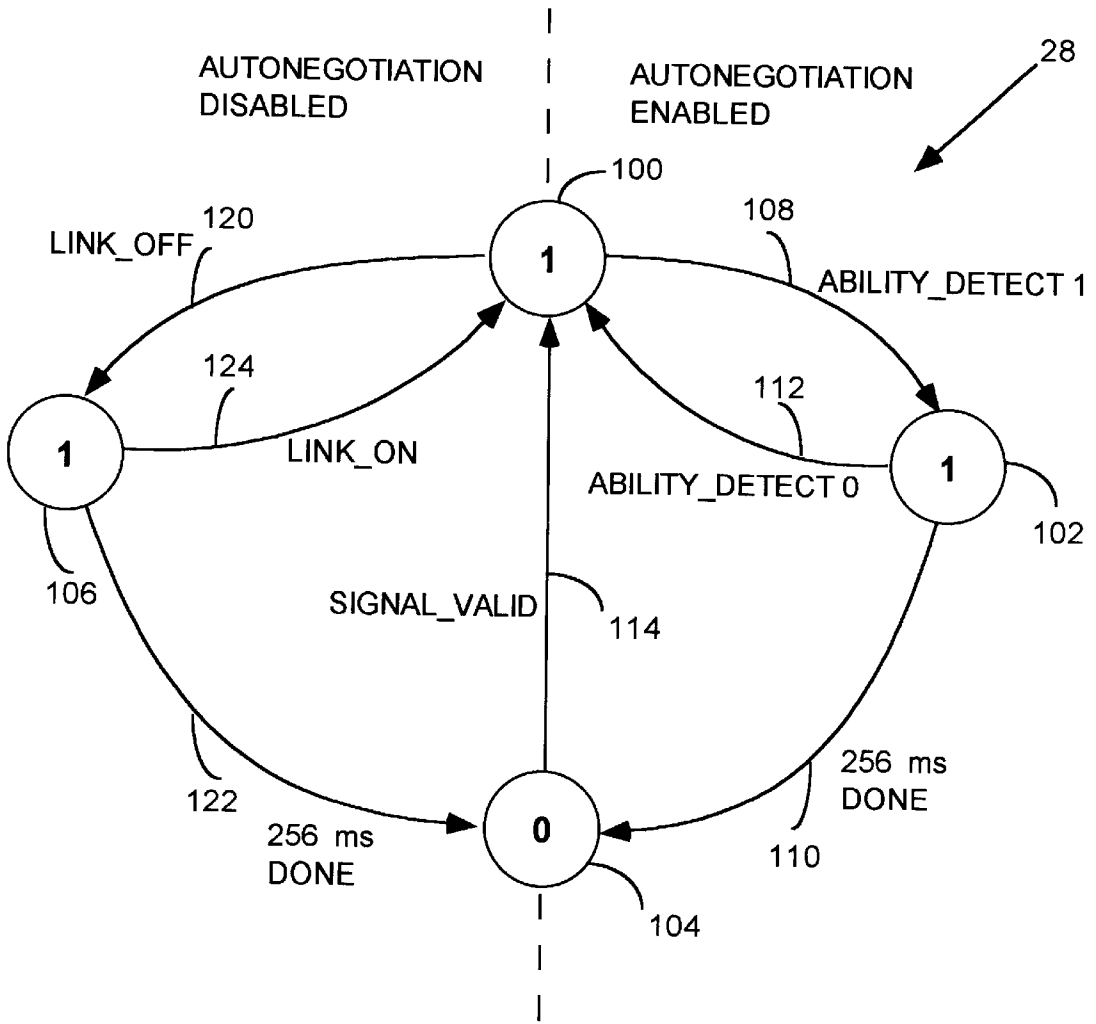 28
AUTONEGOTIATION
DISABLED
AUTONEGOTIATION
ENABLED
100
120
LINK_OFF
108
ABILITY_DETECT 1
1
124
LINK_ON
112
ABILITY_DETECT 0
1
1
102
106
SIGNAL_VALID
114
122
256 ms
DONE
256 ms
DONE
110
0
104